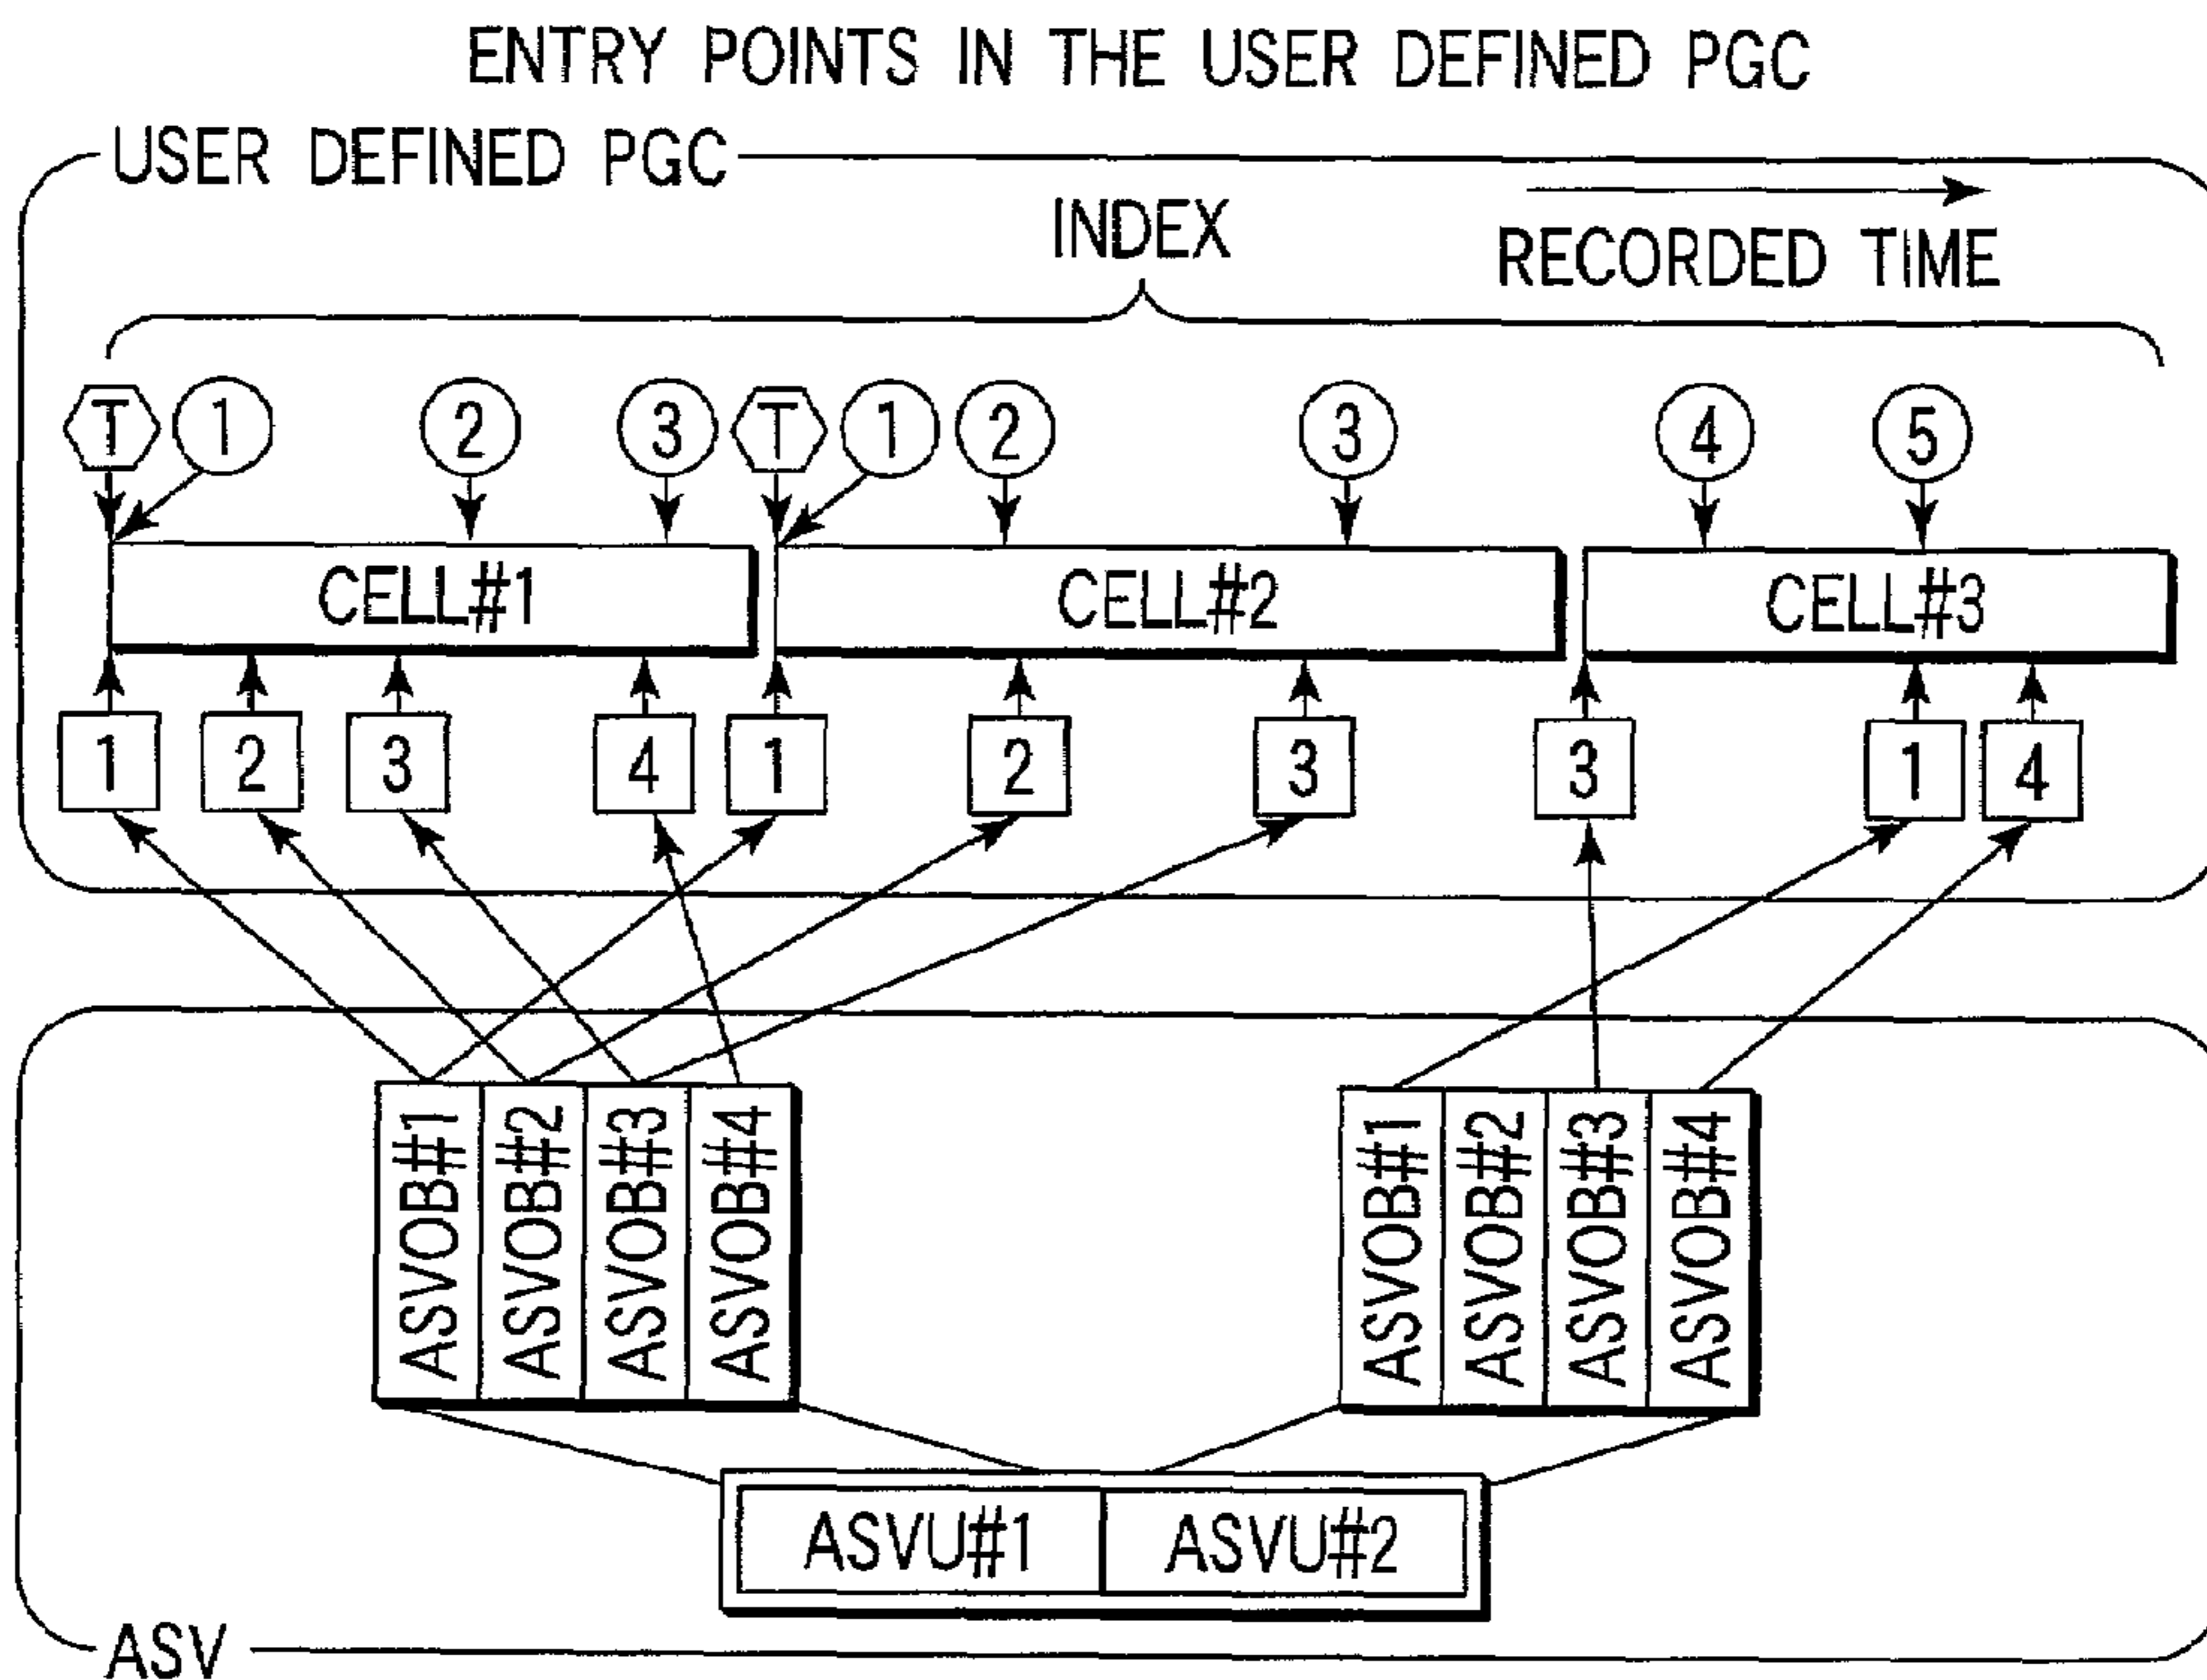 ENTRY POINTS IN THE USER DEFINED PGC
USER DEFINED PGC
INDEX
RECORDED TIME
T 1 2 3 T 1 2 3 4 5
CELL#1 CELL#2 CELL#3
1 2 3 4 1 2 3 3 1 4
ASVOB#1 ASVOB#2 ASVOB#3 ASVOB#4 ASVOB#1 ASVOB#2 ASVOB#3 ASVOB#4
ASVU#1 ASVU#2
ASV